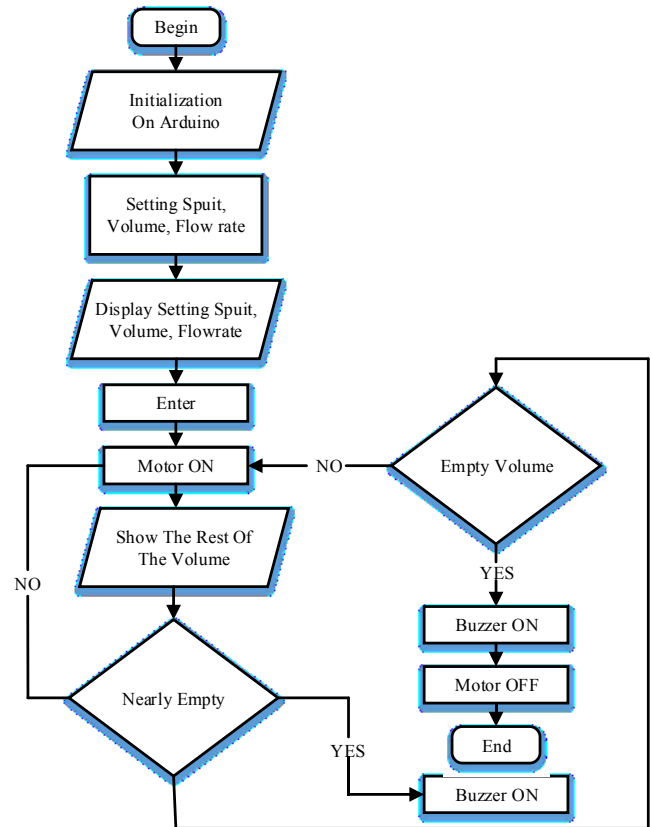 Begin
Initialization
On Arduino
Setting Spuit,
Volume, Flow rate
Display Setting Spuit,
Volume, Flowrate
Enter
Motor ON
NO
Empty Volume
Show The Rest Of
The Volume
NO
YES
Buzzer ON
Nearly Empty
Motor OFF
YES
End
Buzzer ON